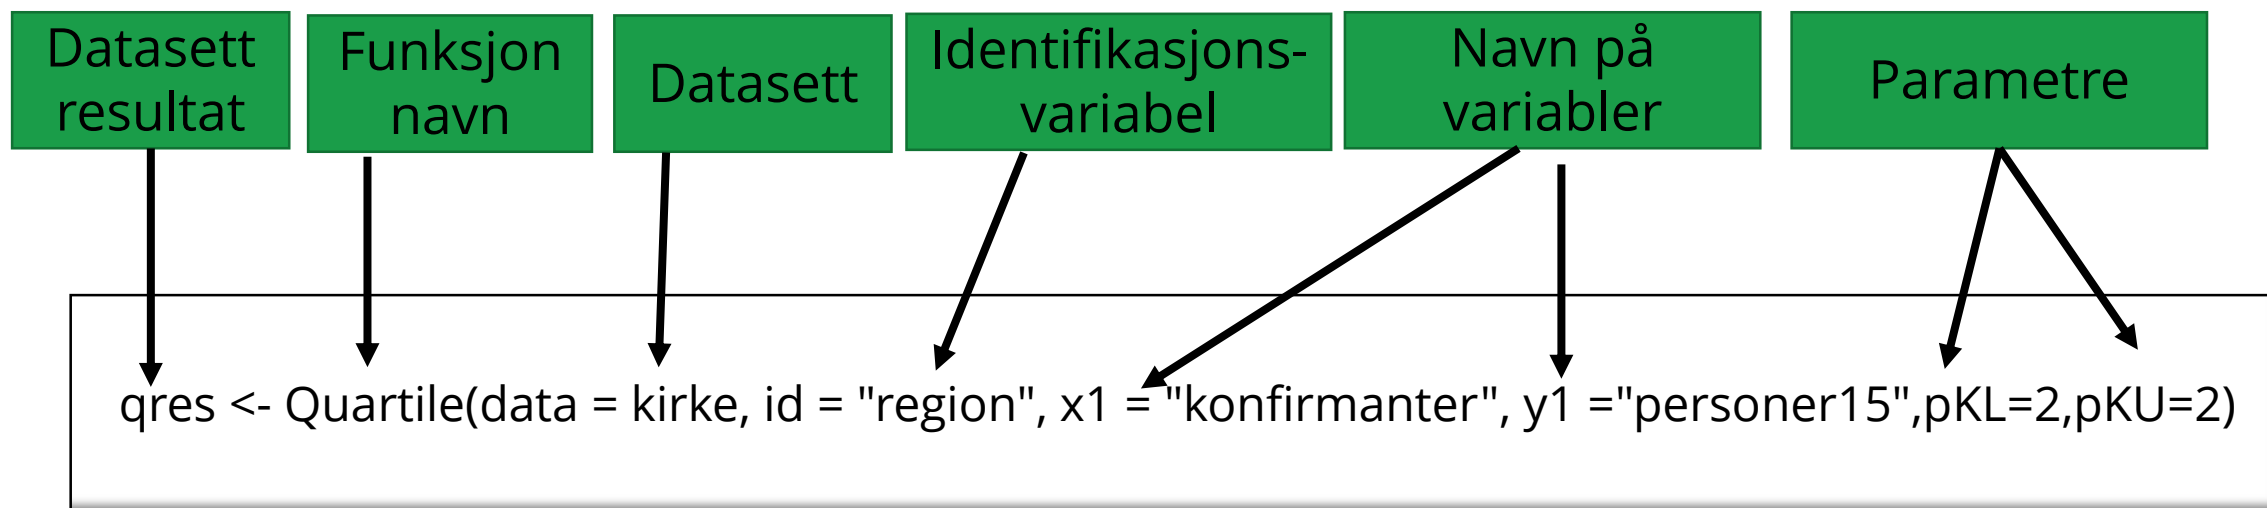 Datasett
resultat
Funksjon
navn
Datasett
Identifikasjons-
variabel
Navn på
variabler
Parametre
qres <- Quartile(data = kirke, id = "region", x1 = "konfirmanter", y1 ="personer15",pKL=2,pKU=2)